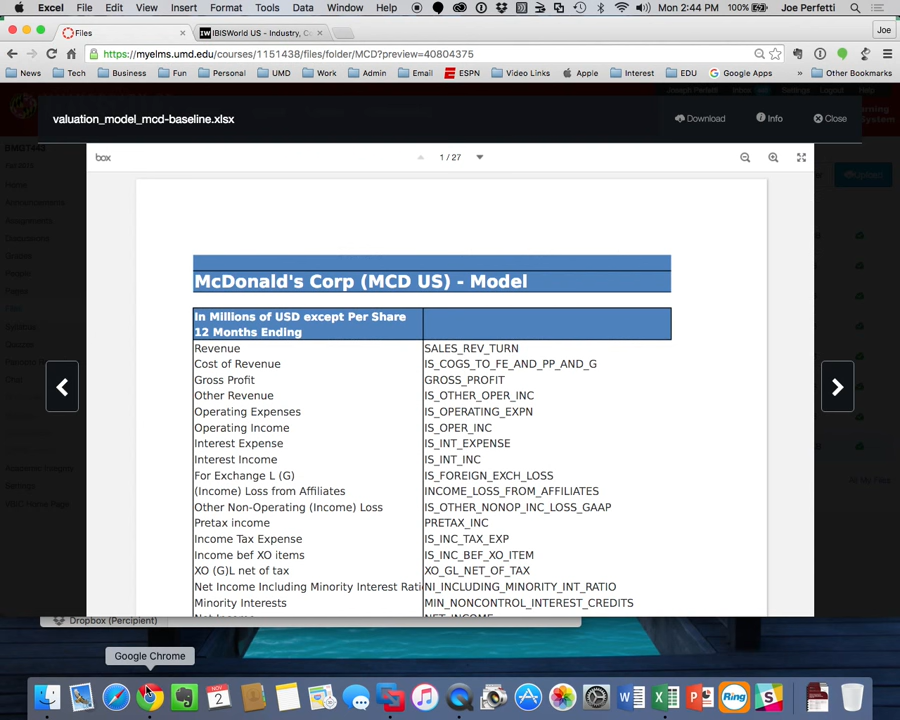 Excel File Edit View Insert Format Tools Data Window Help 100% Mon 2:44 PM Joe Perfetti
Files IBISWorld US - Industry, C Joe
https://myelms.umd.edu/courses/1151438/files/folder/MCD?preview=40804375
News Tech Business Fun Personal UMD Work Admin Email ESPN Video Links Apple Interest EDU Google Apps » Other Bookmarks
valuation_model_mcd-baseline.xlsx Download Info Close
box 1 / 27
McDonald's Corp (MCD US) - Model
In Millions of USD except Per Share
12 Months Ending
Revenue SALES_REV_TURN
Cost of Revenue IS_COGS_TO_FE_AND_PP_AND_G
Gross Profit GROSS_PROFIT
Other Revenue IS_OTHER_OPER_INC
Operating Expenses IS_OPERATING_EXPN
Operating Income IS_OPER_INC
Interest Expense IS_INT_EXPENSE
Interest Income IS_INT_INC
For Exchange L (G) IS_FOREIGN_EXCH_LOSS
(Income) Loss from Affiliates INCOME_LOSS_FROM_AFFILIATES
Other Non-Operating (Income) Loss IS_OTHER_NONOP_INC_LOSS_GAAP
Pretax income PRETAX_INC
Income Tax Expense IS_INC_TAX_EXP
Income bef XO items IS_INC_BEF_XO_ITEM
XO (G)L net of tax XO_GL_NET_OF_TAX
Net Income Including Minority Interest Rati NI_INCLUDING_MINORITY_INT_RATIO
Minority Interests MIN_NONCONTROL_INTEREST_CREDITS
Dropbox (Percipient)
Google Chrome
NOV 2 Ring